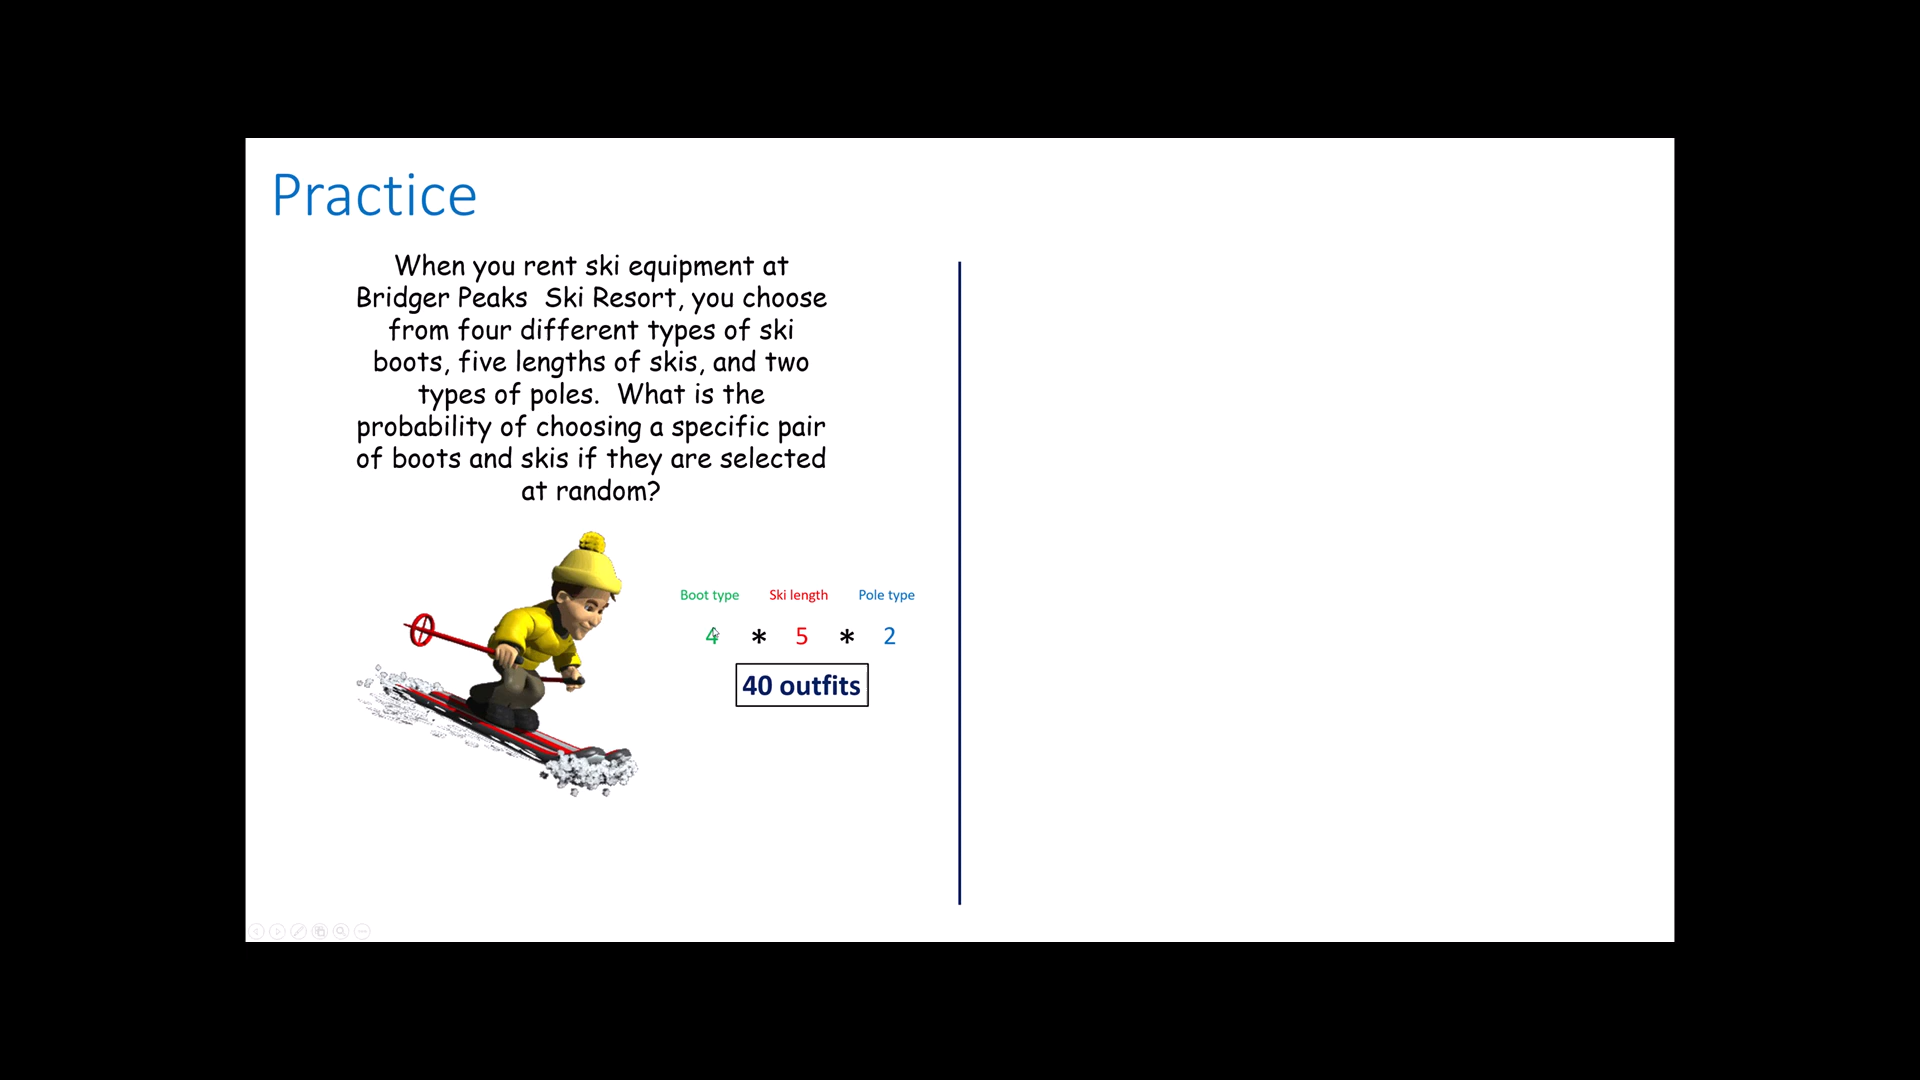 Practice
When you rent ski equipment at
Bridger Peaks  Ski Resort, you choose
from four different types of ski
boots, five lengths of skis, and two
types of poles.  What is the
probability of choosing a specific pair
of boots and skis if they are selected
at random?
Boot type Ski length Pole type
4 * 5 * 2
40 outfits